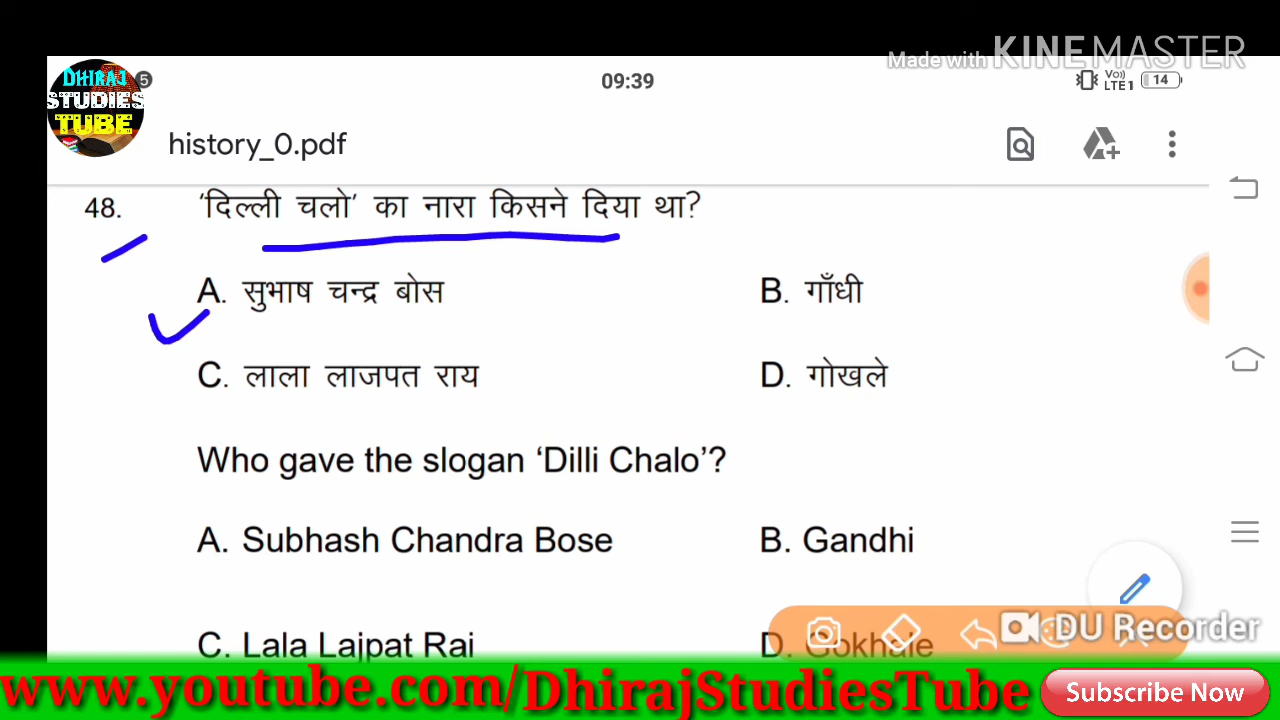 Made with KINEMASTER
DHIRAJ
STUDIES
TUBE
5
09:39
Vo))
LTE1
14
history_0.pdf
48. 'दिल्ली चलो' का नारा किसने दिया था?
A. सुभाष चन्द्र बोस B. गाँधी
C. लाला लाजपत राय D. गोखले
Who gave the slogan ‘Dilli Chalo’?
A. Subhash Chandra Bose B. Gandhi
C. Lala Lajpat Rai D. Gokhale
DU Recorder
www.youtube.com/DhirajStudiesTube
Subscribe Now